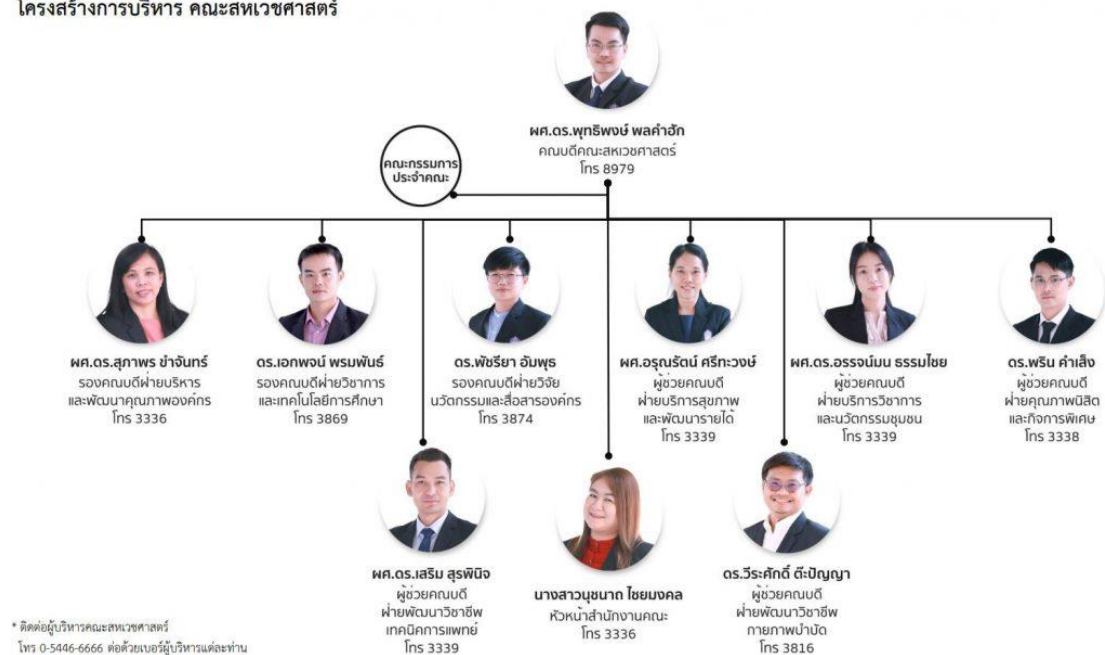 โครงสร้างการบริหาร คณะสหเวชศาสตร์
ผศ.ดร.พุทธิพงษ์ พลคำฮัก
คณบดีคณะสหเวชศาสตร์
โทร 8979
คณะกรรมการ
ประจำคณะ
ผศ.ดร.สุภาพร ขำจันทร์
รองคณบดีฝ่ายบริหาร
และพัฒนาคุณภาพองค์กร
โทร 3336
ดร.เอกพจน์ พรมพันธ์
รองคณบดีฝ่ายวิชาการ
และเทคโนโลยีการศึกษา
โทร 3869
ดร.พัชรียา อัมพุธ
รองคณบดีฝ่ายวิจัย
นวัตกรรมและสื่อสารองค์กร
โทร 3874
ผศ.อรุณรัตน์ ศรีทะวงษ์
ผู้ช่วยคณบดี
ฝ่ายบริการสุขภาพ
และพัฒนารายได้
โทร 3339
ผศ.ดร.อรรจน์มน ธรรมไชย
ผู้ช่วยคณบดี
ฝ่ายบริการวิชาการ
และนวัตกรรมชุมชน
โทร 3339
ดร.พริน คำเส็ง
ผู้ช่วยคณบดี
ฝ่ายคุณภาพนิสิต
และกิจการพิเศษ
โทร 3338
ผศ.ดร.เสริม สุรพินิจ
ผู้ช่วยคณบดี
ฝ่ายพัฒนาวิชาชีพ
เทคนิคการแพทย์
โทร 3339
นางสาวนุชนาถ ไชยมงคล
หัวหน้าสำนักงานคณะ
โทร 3336
ดร.วีระศักดิ์ ต๊ะปัญญา
ผู้ช่วยคณบดี
ฝ่ายพัฒนาวิชาชีพ
กายภาพบำบัด
โทร 3816
* ติดต่อผู้บริหารคณะสหเวชศาสตร์
โทร 0-5446-6666 ต่อด้วยเบอร์ผู้บริหารแต่ละท่าน